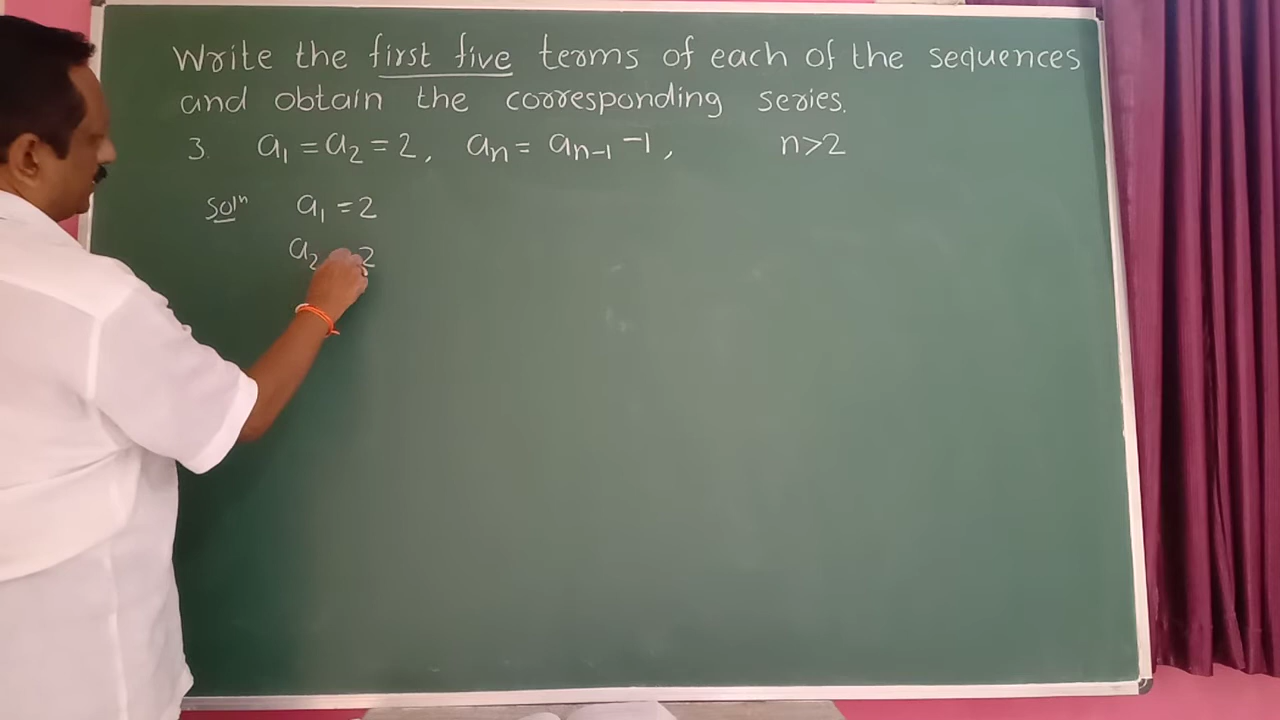 Write the first five terms of each of the sequences
and obtain the corresponding series.
3. a₁ = a₂ = 2, aₙ = aₙ₋₁ -1, n>2
Solⁿ a₁ = 2
a₂ = 2